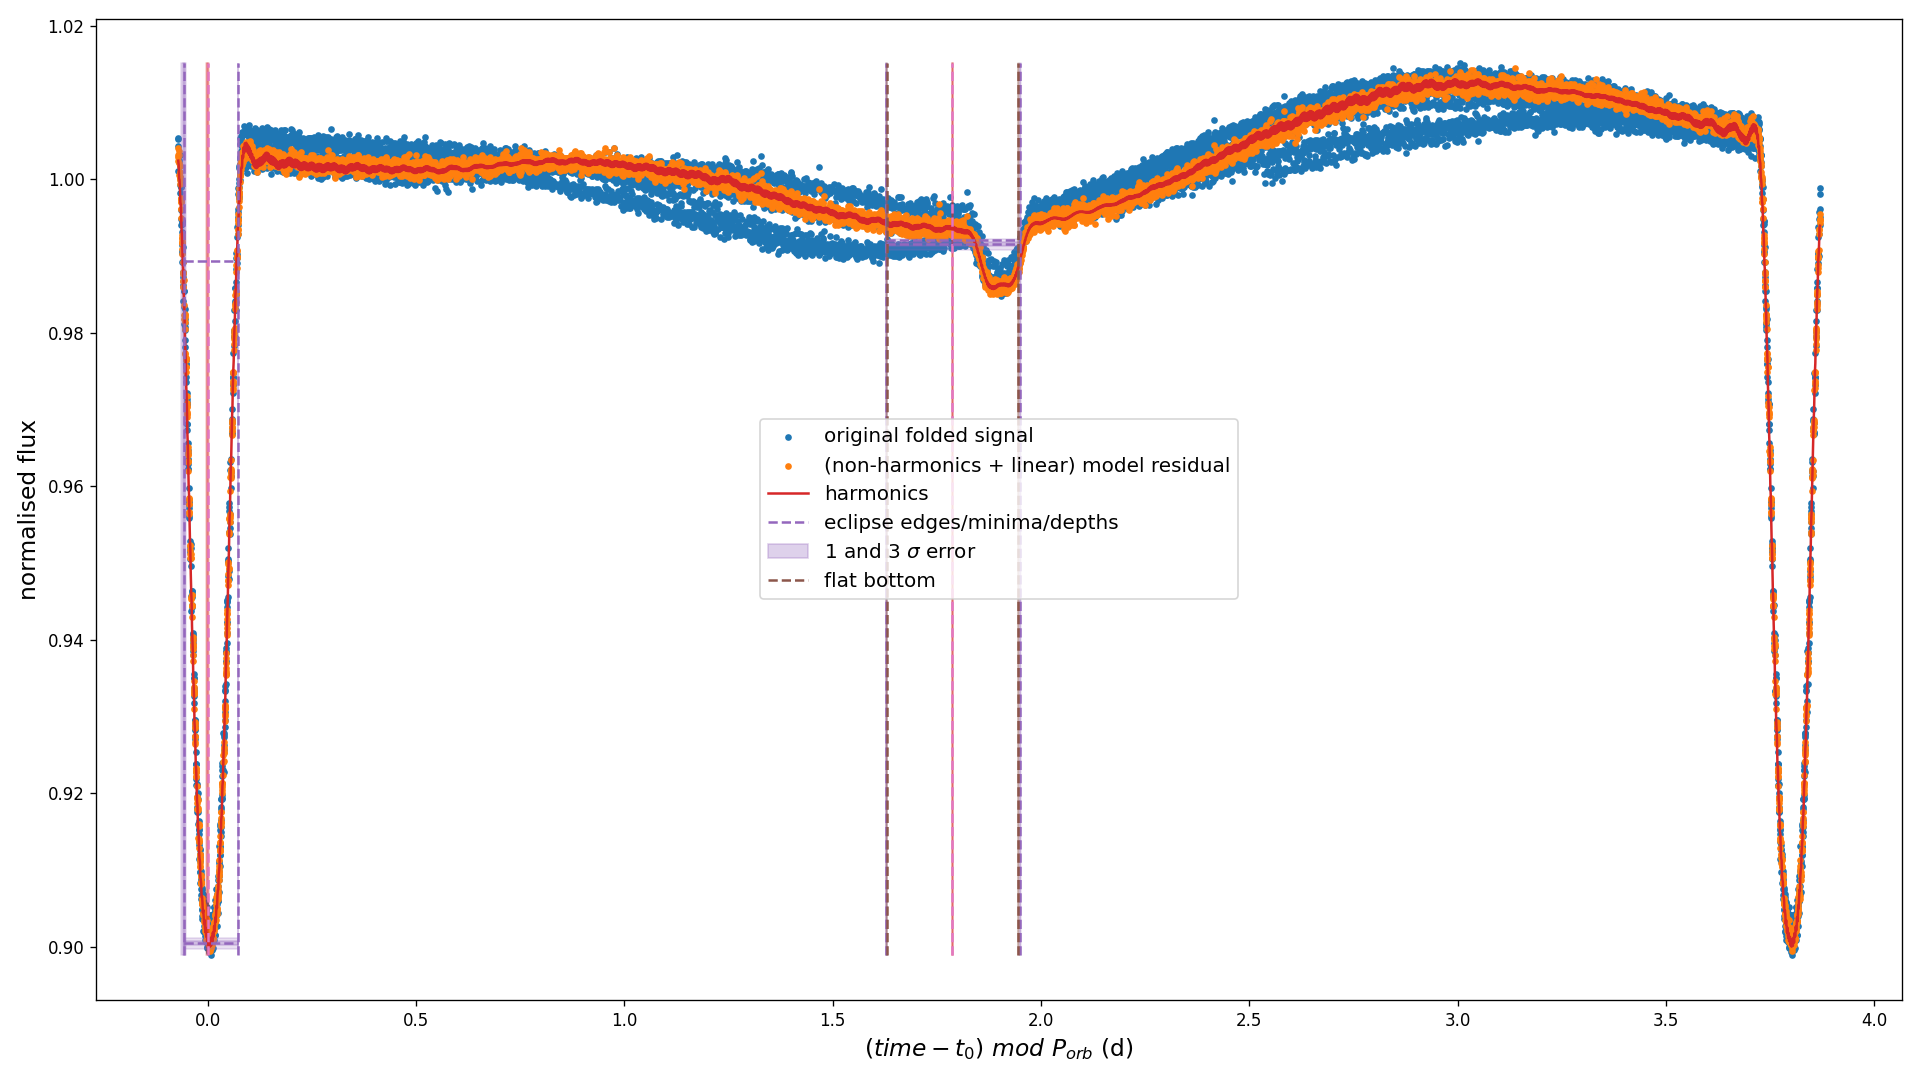 normalised flux
1.02
1.00
0.98
0.96
0.94
0.92
0.90
original folded signal
(non-harmonics + linear) model residual
harmonics
eclipse edges/minima/depths
1 and 3 σ error
flat bottom
0.0 0.5 1.0 1.5 2.0 2.5 3.0 3.5 4.0
(time − t₀) mod Pₒᵣ♭ (d)